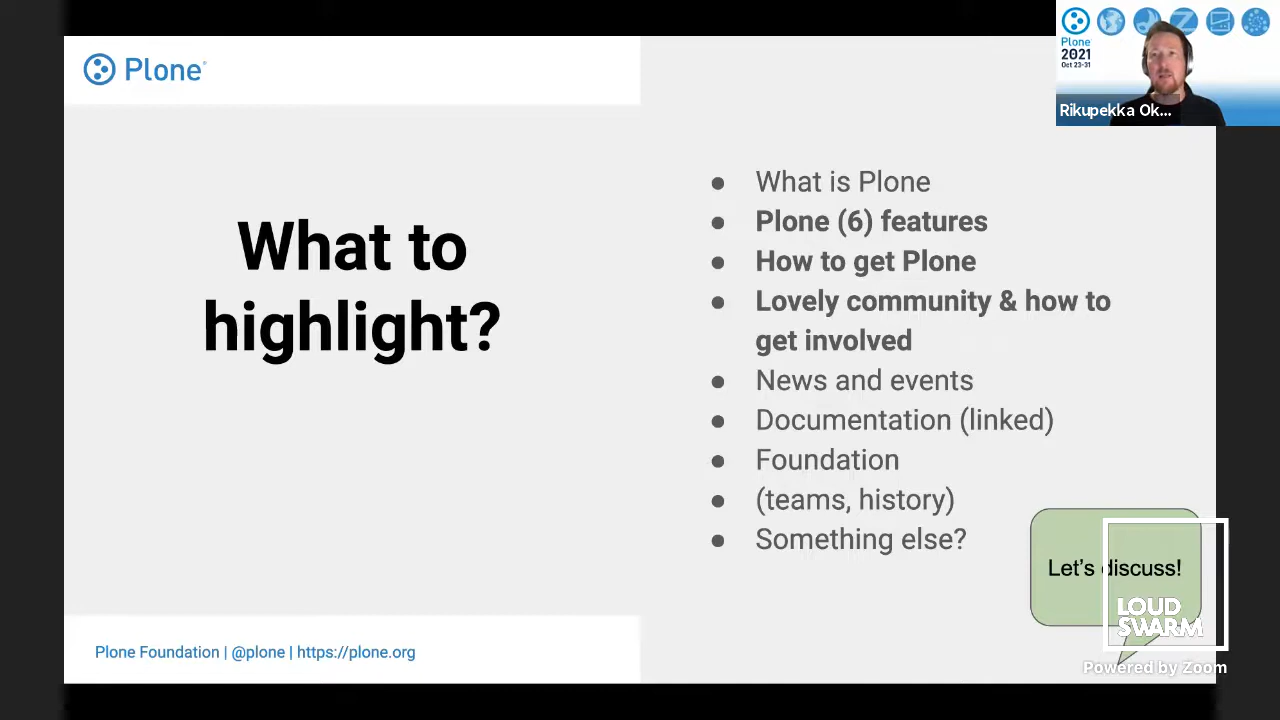 Plone
What to
highlight?
Plone Foundation | @plone | https://plone.org
● What is Plone
● Plone (6) features
● How to get Plone
● Lovely community & how to
get involved
● News and events
● Documentation (linked)
● Foundation
● (teams, history)
● Something else?
Let's discuss!
LOUD
SWARM
Powered by Zoom
Plone
2021
Oct 23-31
Rikupekka Ok...